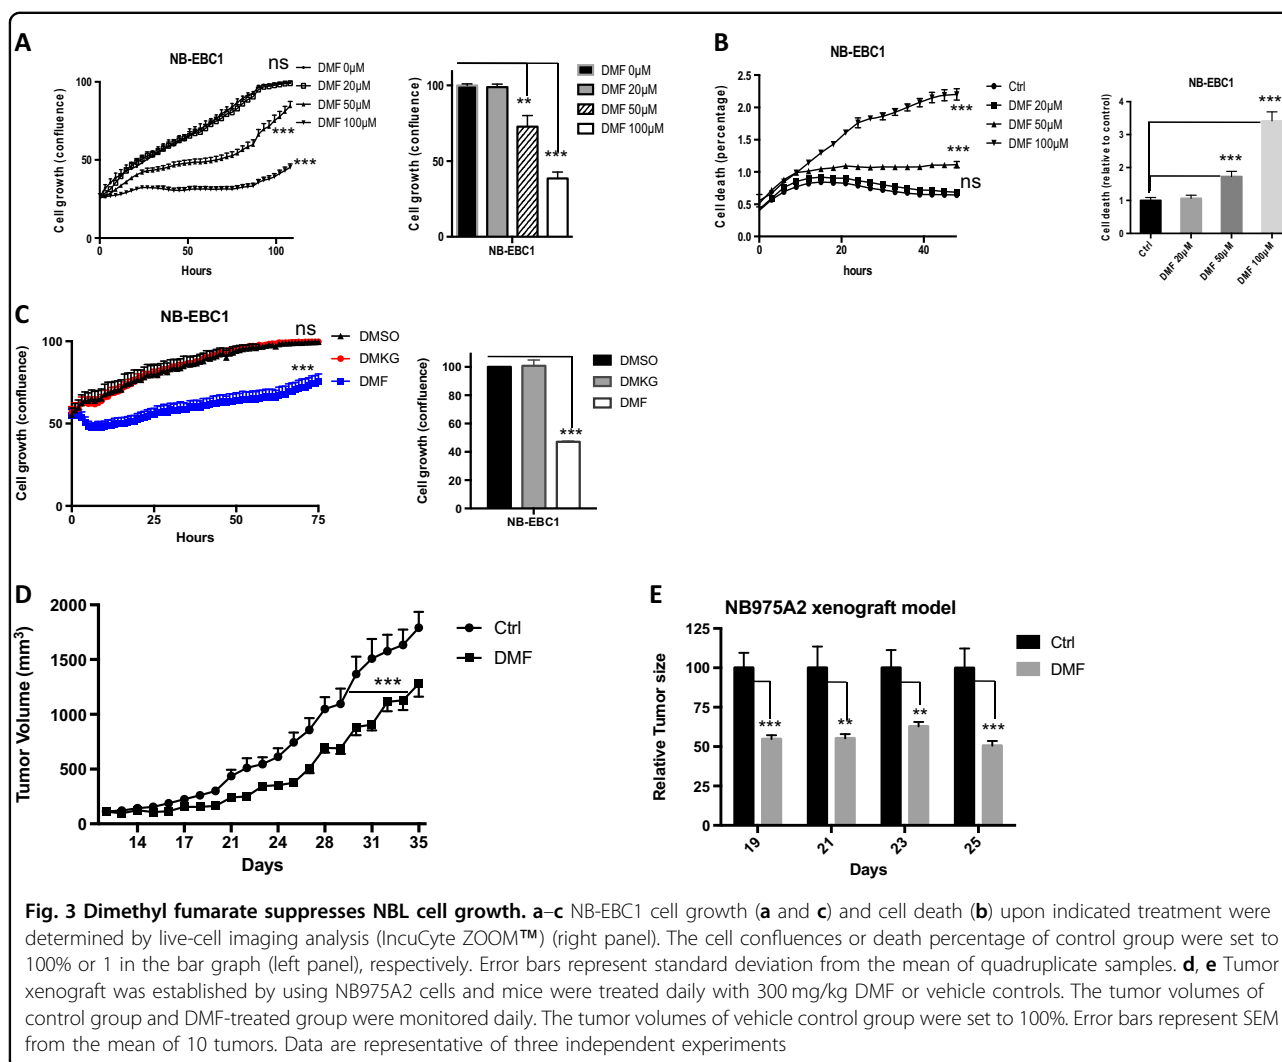 A
NB-EBC1
ns
DMF 0µM
DMF 20µM
DMF 50µM
DMF 100µM
***
***
Cell growth (confluence)
100
50
0
0
50
100
Hours
Cell growth (confluence)
100
50
0
**
***
NB-EBC1
DMF 0µM
DMF 20µM
DMF 50µM
DMF 100µM
B
NB-EBC1
Cell death (percentage)
2.5
2.0
1.5
1.0
0.5
0.0
0
20
40
hours
***
***
ns
Ctrl
DMF 20µM
DMF 50µM
DMF 100µM
NB-EBC1
Cell death (relative to control)
4
3
2
1
0
***
***
Ctrl
DMF 20µM
DMF 50µM
DMF 100µM
C
NB-EBC1
ns
***
DMSO
DMKG
DMF
Cell growth (confluence)
100
50
0
0
25
50
75
Hours
Cell growth (confluence)
100
80
60
40
20
0
***
NB-EBC1
DMSO
DMKG
DMF
D
Tumor Volume (mm³)
2000
1500
1000
500
0
14
17
21
24
28
31
35
Days
***
Ctrl
DMF
E
NB975A2 xenograft model
Relative Tumor size
125
100
75
50
25
0
***
**
**
***
19
21
23
25
Days
Ctrl
DMF
Fig. 3 Dimethyl fumarate suppresses NBL cell growth. a–c NB-EBC1 cell growth (a and c) and cell death (b) upon indicated treatment were
determined by live-cell imaging analysis (IncuCyte ZOOM™) (right panel). The cell confluences or death percentage of control group were set to
100% or 1 in the bar graph (left panel), respectively. Error bars represent standard deviation from the mean of quadruplicate samples. d, e Tumor
xenograft was established by using NB975A2 cells and mice were treated daily with 300 mg/kg DMF or vehicle controls. The tumor volumes of
control group and DMF-treated group were monitored daily. The tumor volumes of vehicle control group were set to 100%. Error bars represent SEM
from the mean of 10 tumors. Data are representative of three independent experiments